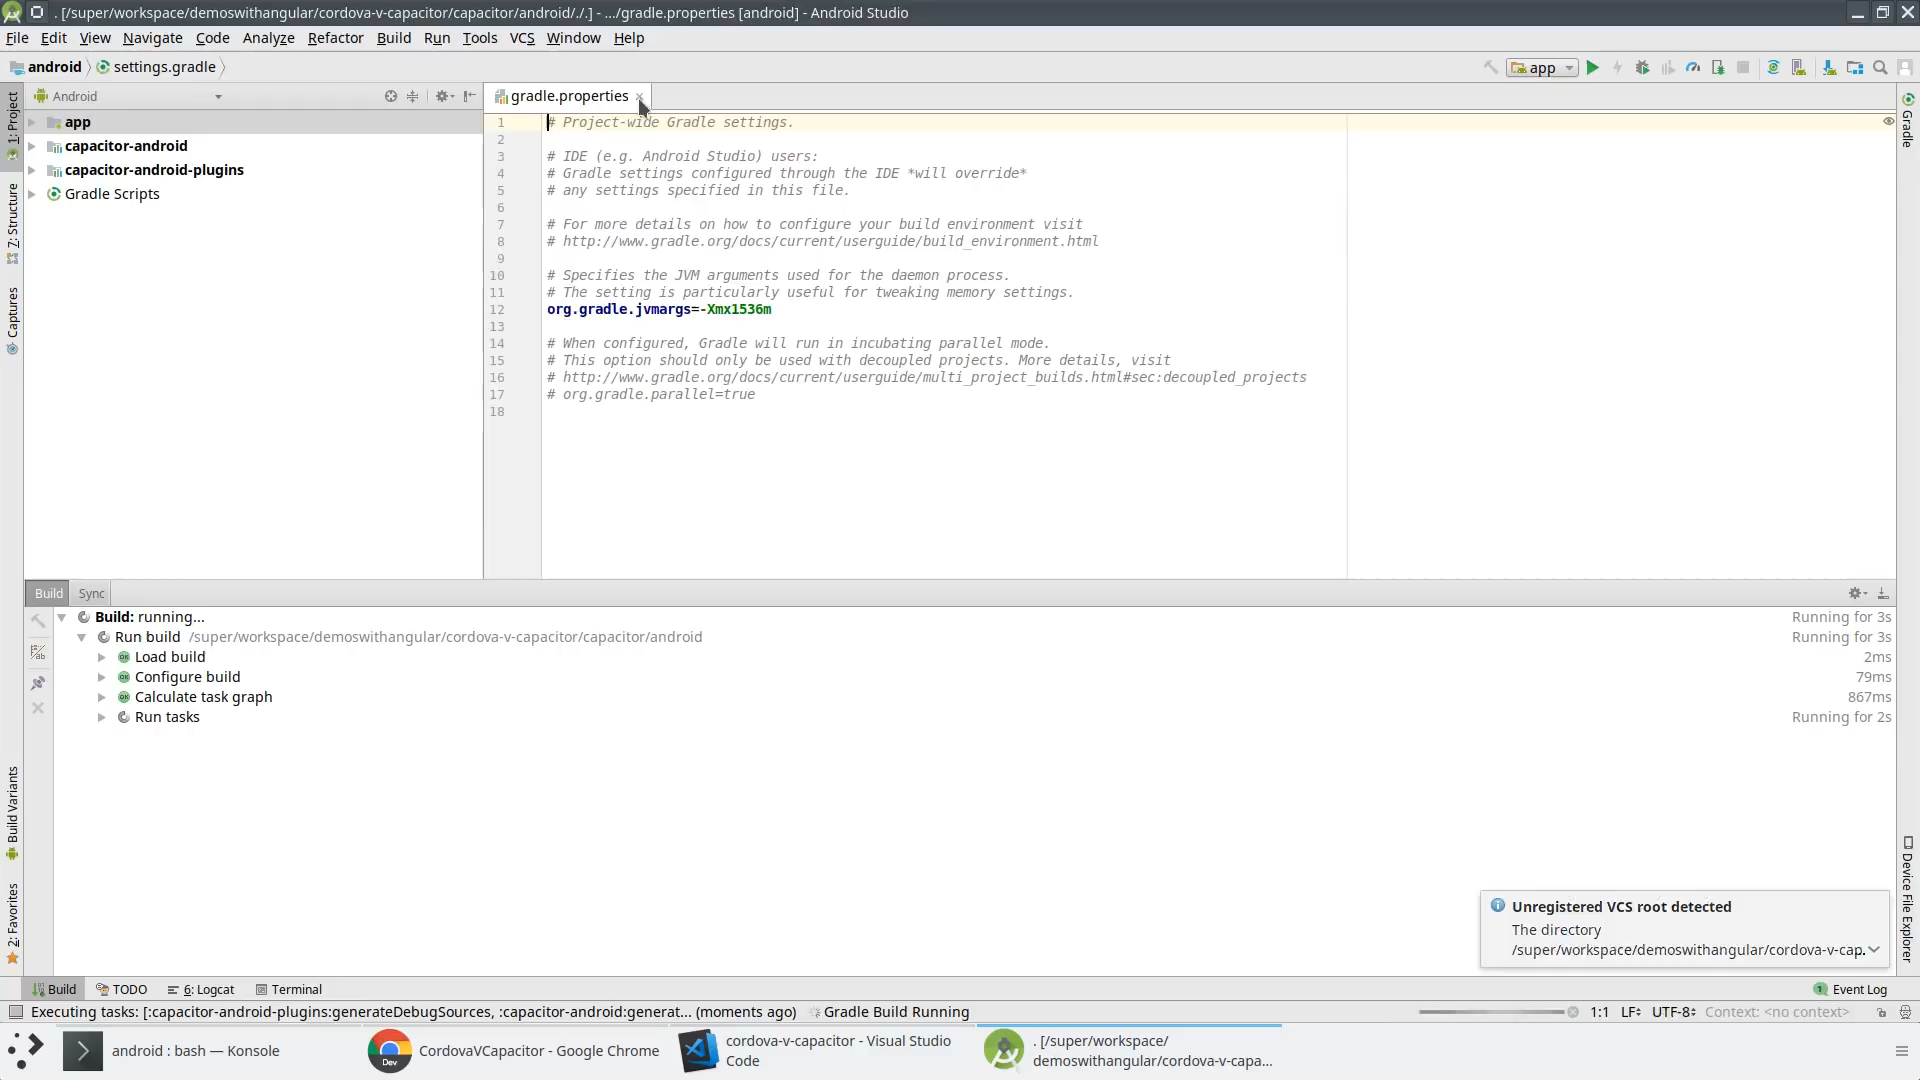 . [/super/workspace/demoswithangular/cordova-v-capacitor/capacitor/android/./.] - .../gradle.properties [android] - Android Studio
File Edit View Navigate Code Analyze Refactor Build Run Tools VCS Window Help
android settings.gradle app
1: Project
7: Structure
Captures
Build Variants
2: Favorites
Android
app
capacitor-android
capacitor-android-plugins
Gradle Scripts
gradle.properties
1 # Project-wide Gradle settings.
2
3 # IDE (e.g. Android Studio) users:
4 # Gradle settings configured through the IDE *will override*
5 # any settings specified in this file.
6
7 # For more details on how to configure your build environment visit
8 # http://www.gradle.org/docs/current/userguide/build_environment.html
9
10 # Specifies the JVM arguments used for the daemon process.
11 # The setting is particularly useful for tweaking memory settings.
12 org.gradle.jvmargs=-Xmx1536m
13
14 # When configured, Gradle will run in incubating parallel mode.
15 # This option should only be used with decoupled projects. More details, visit
16 # http://www.gradle.org/docs/current/userguide/multi_project_builds.html#sec:decoupled_projects
17 # org.gradle.parallel=true
18
Gradle
Device File Explorer
Build Sync
Build: running... Running for 3s
Run build /super/workspace/demoswithangular/cordova-v-capacitor/capacitor/android Running for 3s
Load build 2ms
Configure build 79ms
Calculate task graph 867ms
Run tasks Running for 2s
Unregistered VCS root detected
The directory
/super/workspace/demoswithangular/cordova-v-cap.
Build TODO 6: Logcat Terminal 1 Event Log
Executing tasks: [:capacitor-android-plugins:generateDebugSources, :capacitor-android:generat... (moments ago) Gradle Build Running 1:1 LF÷ UTF-8÷ Context: <no context>
android : bash — Konsole
Dev
CordovaVCapacitor - Google Chrome
cordova-v-capacitor - Visual Studio
Code
. [/super/workspace/
demoswithangular/cordova-v-capa...